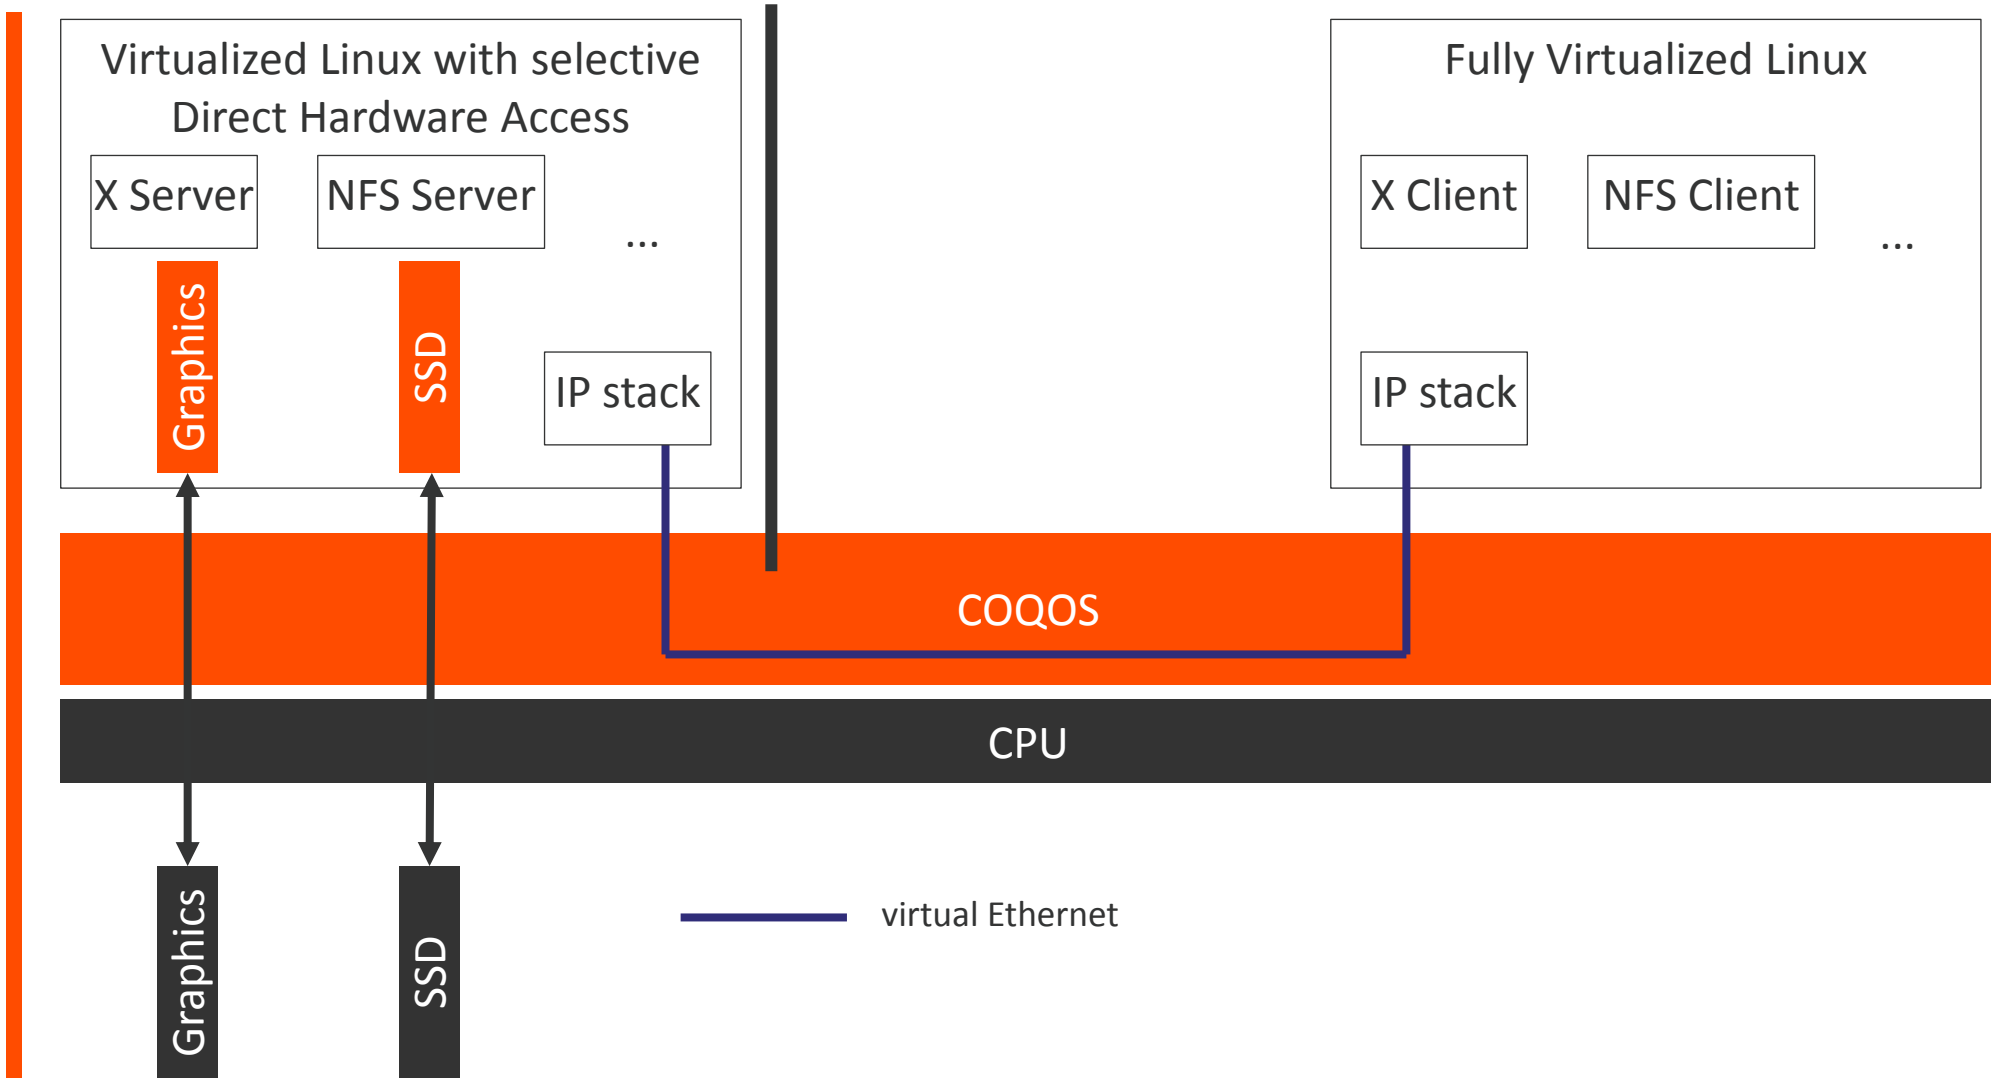 Virtualized Linux with selective
Direct Hardware Access
X Server
NFS Server
...
Graphics
SSD
IP stack
Fully Virtualized Linux
X Client
NFS Client
...
IP stack
COQOS
CPU
Graphics
SSD
virtual Ethernet